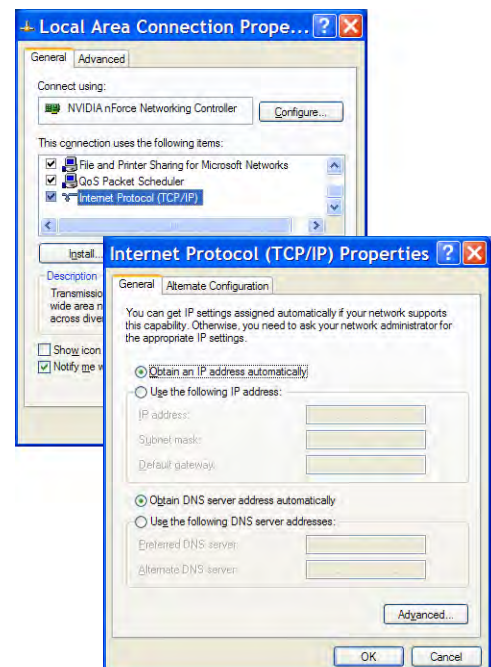 Local Area Connection Prope...
General Advanced
Connect using:
NVIDIA nForce Networking Controller
Configure...
This connection uses the following items:
File and Printer Sharing for Microsoft Networks
QoS Packet Scheduler
Internet Protocol (TCP/IP)
Install...
Description
Transmissio
wide area n
across diver
Show icon
Notify me w
Internet Protocol (TCP/IP) Properties
General Alternate Configuration
You can get IP settings assigned automatically if your network supports
this capability. Otherwise, you need to ask your network administrator for
the appropriate IP settings.
Obtain an IP address automatically
Use the following IP address:
IP address:
Subnet mask:
Default gateway:
Obtain DNS server address automatically
Use the following DNS server addresses:
Preferred DNS server:
Alternate DNS server:
Advanced...
OK Cancel